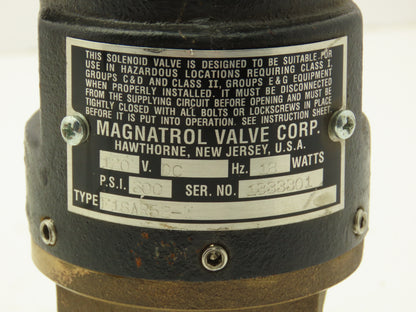 THIS SOLENOID VALVE IS DESIGNED TO BE SUITABLE FOR
USE IN HAZARDOUS LOCATIONS REQUIRING CLASS I,
GROUPS C&D AND CLASS II, GROUPS E&G EQUIPMENT
WHEN PROPERLY INSTALLED. IT MUST BE DISCONNECTED
FROM THE SUPPLYING CIRCUIT BEFORE OPENING AND MUST BE
TIGHTLY CLOSED WITH ALL BOLTS OR LOCKSCREWS IN PLACE
BEFORE IT IS PUT INTO OPERATION. SEE INSTRUCTION SHEET.
MAGNATROL VALVE CORP.
HAWTHORNE, NEW JERSEY, U.S.A.
120 V. DC Hz. 18 WATTS
P.S.I. SER. NO.
TYPE